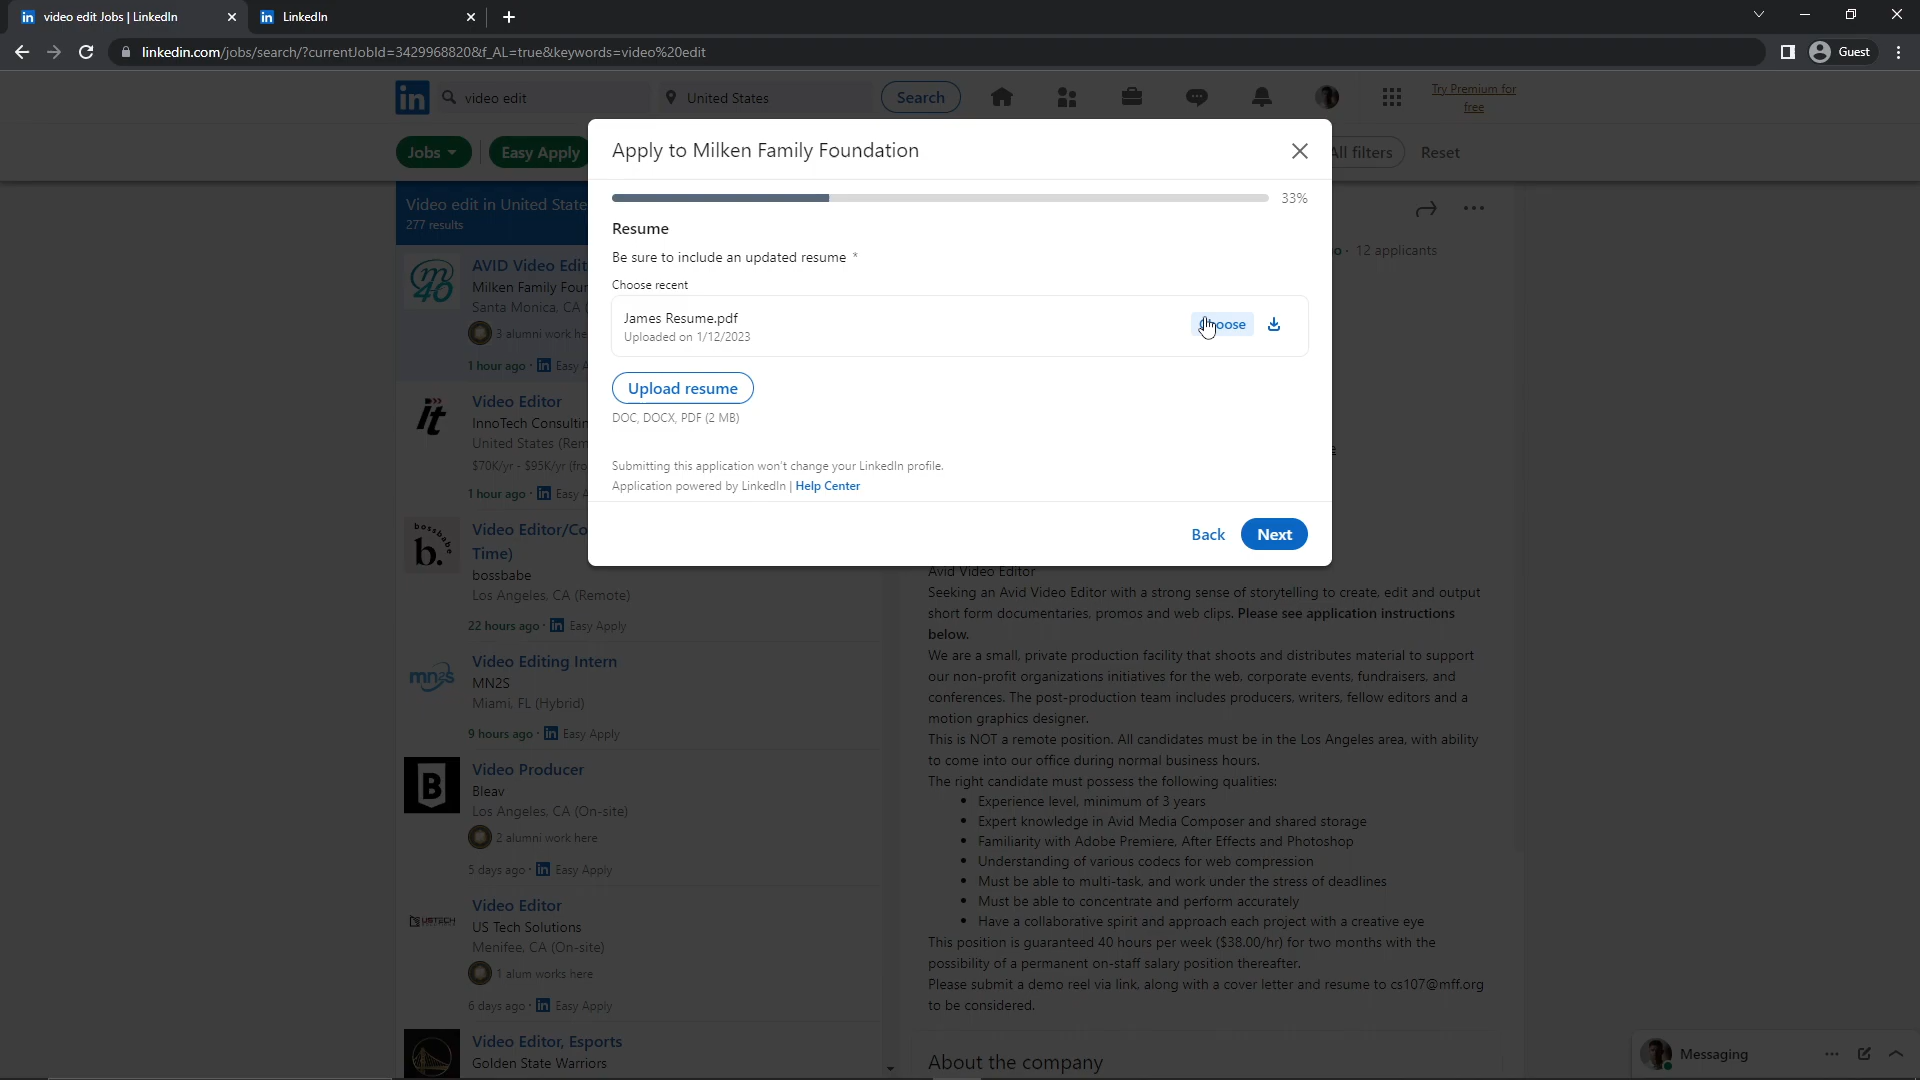 video edit Jobs | LinkedIn
LinkedIn
linkedin.com/jobs/search/?currentJobId=3429968820&f_AL=true&keywords=video%20edit
Guest
in
video edit
United States
Search
Try Premium for
free
Jobs
Easy Apply
All filters
Reset
Apply to Milken Family Foundation
33%
Resume
Be sure to include an updated resume *
Choose recent
James Resume.pdf
Uploaded on 1/12/2023
Choose
Upload resume
DOC, DOCX, PDF (2 MB)
Submitting this application won't change your LinkedIn profile.
Application powered by LinkedIn | Help Center
Back
Next
Video edit in United State
277 results
AVID Video Edit
Milken Family Four
Santa Monica, CA (
3 alumni work he
1 hour ago · Easy A
Video Editor
InnoTech Consultin
United States (Rem
$70K/yr - $95K/yr (fro
1 hour ago · Easy A
bossbabe
b.
Video Editor/Co
Time)
bossbabe
Los Angeles, CA (Remote)
22 hours ago · Easy Apply
mn2s
Video Editing Intern
MN2S
Miami, FL (Hybrid)
9 hours ago · Easy Apply
B
Video Producer
Bleav
Los Angeles, CA (On-site)
2 alumni work here
5 days ago · Easy Apply
USTECH
Video Editor
US Tech Solutions
Menifee, CA (On-site)
1 alum works here
6 days ago · Easy Apply
Video Editor, Esports
Golden State Warriors
o · 12 applicants
Avid Video Editor
Seeking an Avid Video Editor with a strong sense of storytelling to create, edit and output
short form documentaries, promos and web clips. Please see application instructions
below.
We are a small, private production facility that shoots and distributes material to support
our non-profit organizations initiatives for the web, corporate events, fundraisers, and
conferences. The post-production team includes producers, writers, fellow editors and a
motion graphics designer.
This is NOT a remote position. All candidates must be in the Los Angeles area, with ability
to come into our office during normal business hours.
The right candidate must possess the following qualities:
• Experience level, minimum of 3 years
• Expert knowledge in Avid Media Composer and shared storage
• Familiarity with Adobe Premiere, After Effects and Photoshop
• Understanding of various codecs for web compression
• Must be able to multi-task, and work under the stress of deadlines
• Must be able to concentrate and perform accurately
• Have a collaborative spirit and approach each project with a creative eye
This position is guaranteed 40 hours per week ($38.00/hr) for two months with the
possibility of a permanent on-staff salary position thereafter.
Please submit a demo reel via link, along with a cover letter and resume to cs107@mff.org
to be considered.
About the company
Messaging